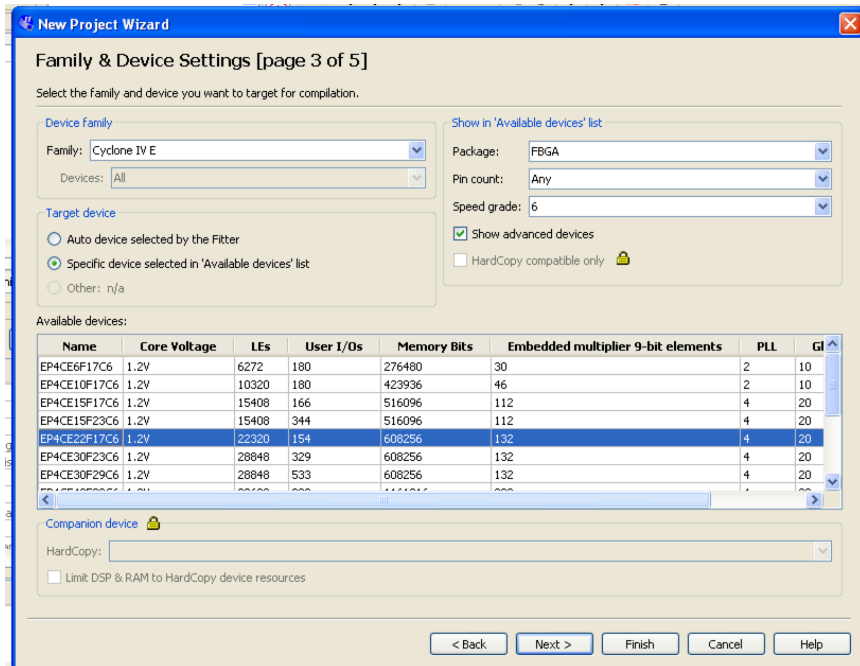 New Project Wizard
Family & Device Settings [page 3 of 5]
Select the family and device you want to target for compilation.
Device family
Family: Cyclone IV E
Devices: All
Show in 'Available devices' list
Package: FBGA
Pin count: Any
Speed grade: 6
Show advanced devices
HardCopy compatible only
Target device
Auto device selected by the Fitter
Specific device selected in 'Available devices' list
Other: n/a
Available devices:
Name Core Voltage LEs User I/Os Memory Bits Embedded multiplier 9-bit elements PLL Gl
EP4CE6F17C6 1.2V 6272 180 276480 30 2 10
EP4CE10F17C6 1.2V 10320 180 423936 46 2 10
EP4CE15F17C6 1.2V 15408 166 516096 112 4 20
EP4CE15F23C6 1.2V 15408 344 516096 112 4 20
EP4CE22F17C6 1.2V 22320 154 608256 132 4 20
EP4CE30F23C6 1.2V 28848 329 608256 132 4 20
EP4CE30F29C6 1.2V 28848 533 608256 132 4 20
Companion device
HardCopy:
Limit DSP & RAM to HardCopy device resources
< Back Next > Finish Cancel Help